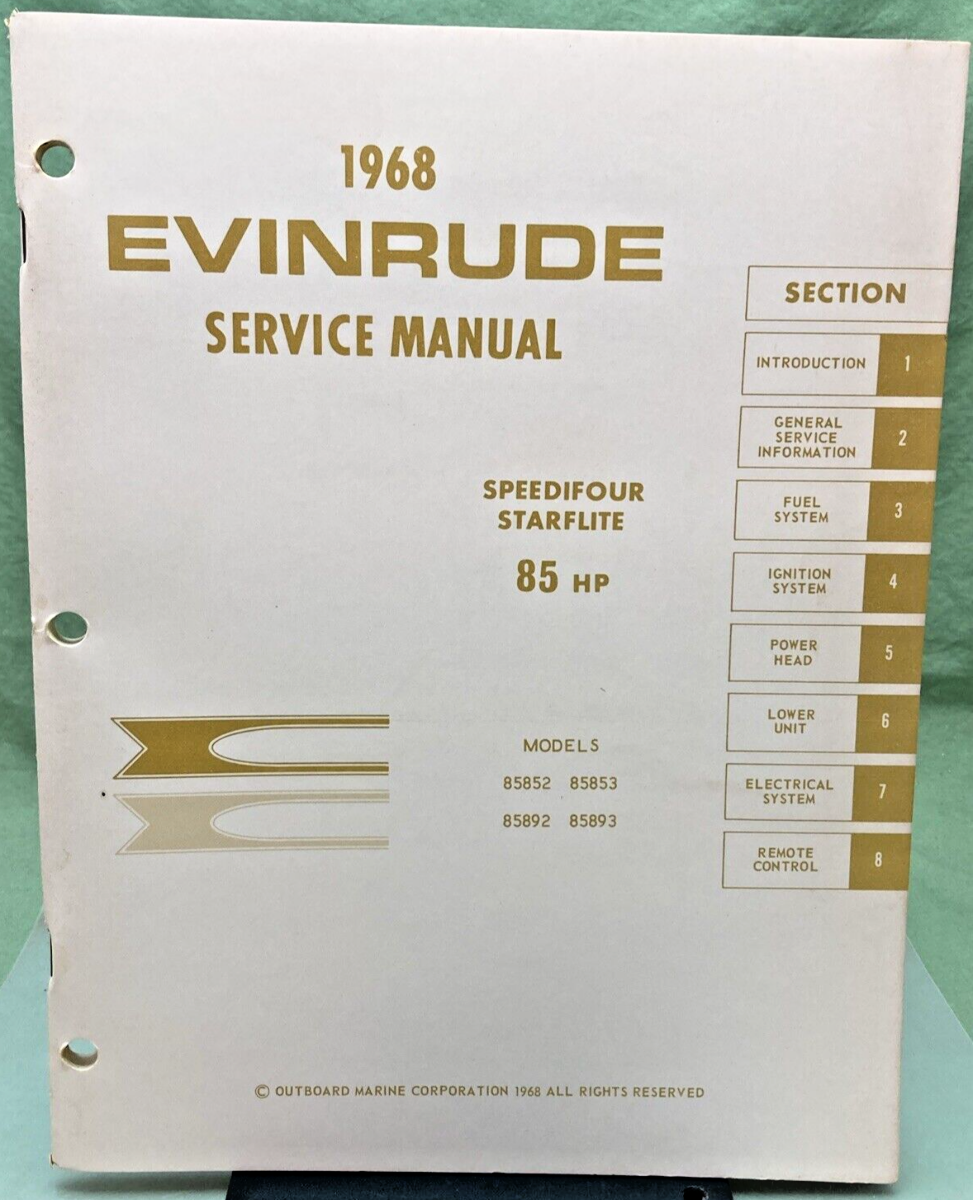 1968
EVINRUDE
SERVICE MANUAL
SPEEDIFOUR
STARFLITE
85 HP
MODELS
85852 85853
85892 85893
SECTION
INTRODUCTION 1
GENERAL
SERVICE 2
INFORMATION
FUEL
SYSTEM 3
IGNITION
SYSTEM 4
POWER
HEAD 5
LOWER
UNIT 6
ELECTRICAL
SYSTEM 7
REMOTE
CONTROL 8
© OUTBOARD MARINE CORPORATION 1968 ALL RIGHTS RESERVED